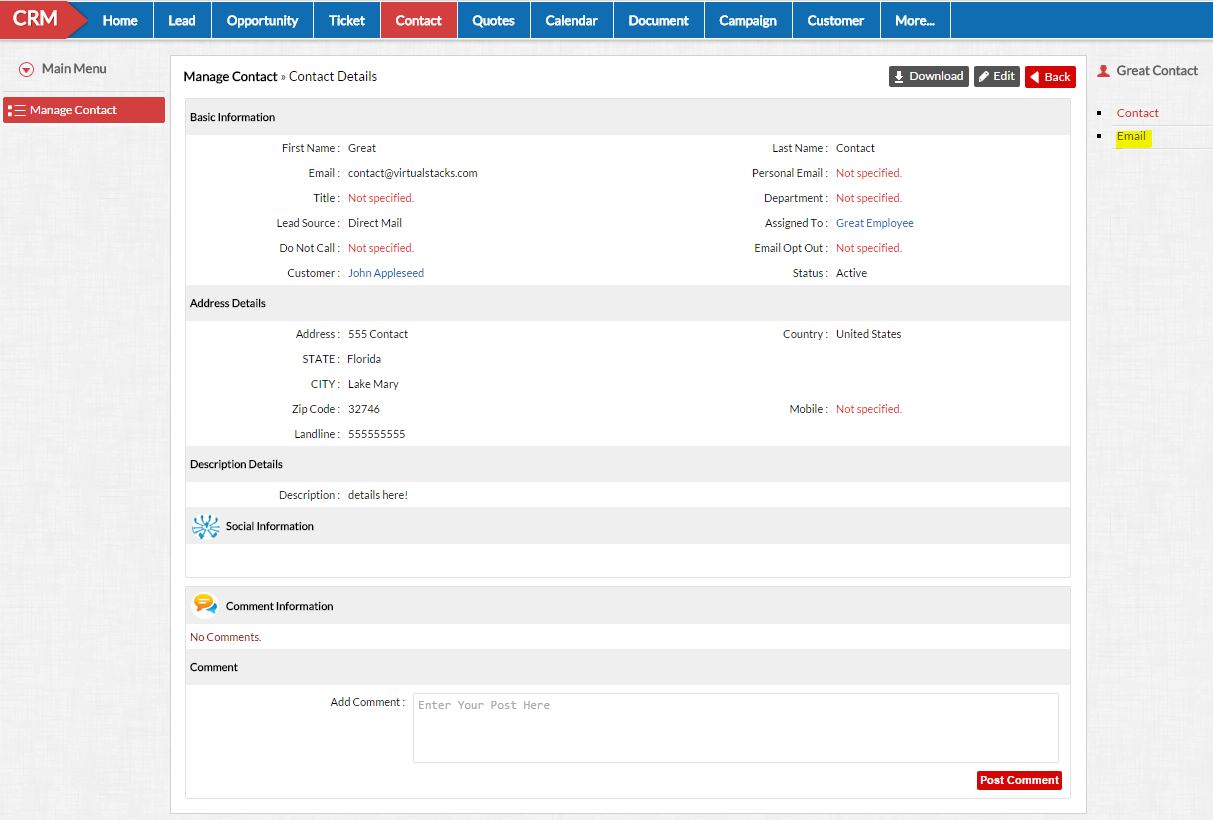 CRM Home Lead Opportunity Ticket Contact Quotes Calendar Document Campaign Customer More...
Main Menu
Manage Contact
Manage Contact » Contact Details
Download Edit Back
Basic Information
First Name : Great Last Name : Contact
Email : contact@virtualstacks.com Personal Email : Not specified.
Title : Not specified. Department : Not specified.
Lead Source : Direct Mail Assigned To : Great Employee
Do Not Call : Not specified. Email Opt Out : Not specified.
Customer : John Appleseed Status : Active
Address Details
Address : 555 Contact Country : United States
STATE : Florida
CITY : Lake Mary
Zip Code : 32746 Mobile : Not specified.
Landline : 555555555
Description Details
Description : details here!
Social Information
Comment Information
No Comments.
Comment
Add Comment : Enter Your Post Here
Post Comment
Great Contact
Contact
Email